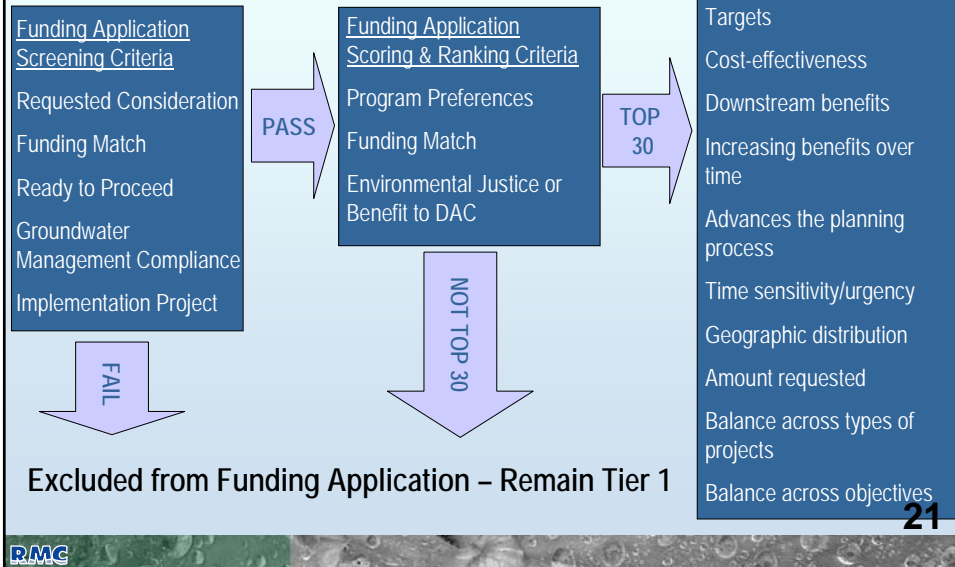 Funding Application
Screening Criteria
Requested Consideration
Funding Match
Ready to Proceed
Groundwater
Management Compliance
Implementation Project
PASS
FAIL
Funding Application
Scoring & Ranking Criteria
Program Preferences
Funding Match
Environmental Justice or
Benefit to DAC
TOP
30
NOT TOP 30
Targets
Cost-effectiveness
Downstream benefits
Increasing benefits over
time
Advances the planning
process
Time sensitivity/urgency
Geographic distribution
Amount requested
Balance across types of
projects
Balance across objectives
Excluded from Funding Application – Remain Tier 1
21
RMC